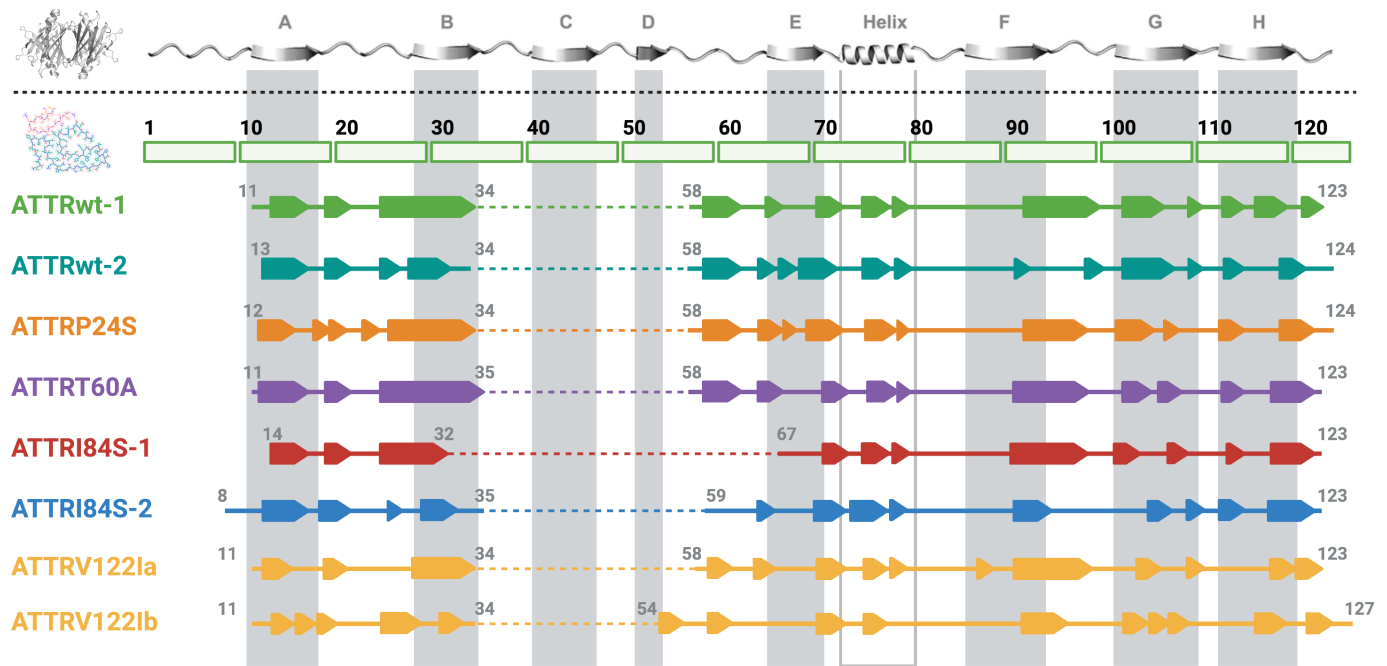 A B C D E Helix F G H
1 10 20 30 40 50 60 70 80 90 100 110 120
ATTRwt-1 11 34 58 123
ATTRwt-2 13 34 58 124
ATTRP24S 12 34 58 124
ATTRT60A 11 35 58 123
ATTRI84S-1 14 32 67 123
ATTRI84S-2 8 35 59 123
ATTRV122Ia 11 34 58 123
ATTRV122Ib 11 34 54 127